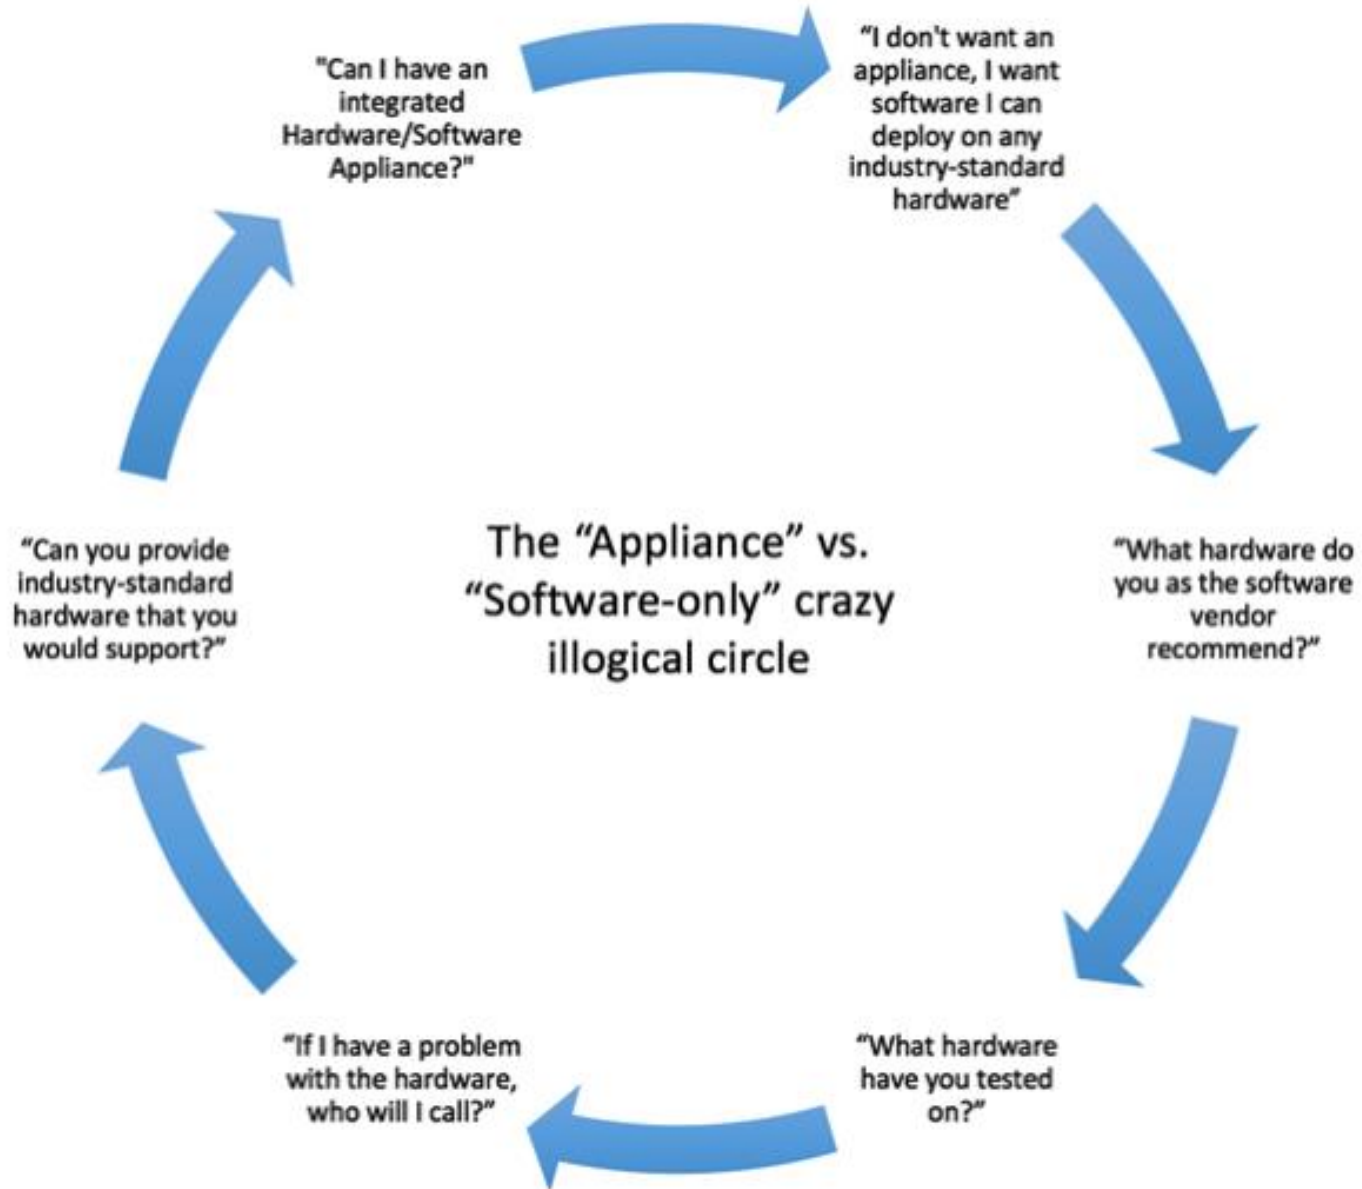 "Can I have an
integrated
Hardware/Software
Appliance?"
“I don't want an
appliance, I want
software I can
deploy on any
industry-standard
hardware”
“What hardware do
you as the software
vendor
recommend?”
“What hardware
have you tested
on?”
“If I have a problem
with the hardware,
who will I call?”
“Can you provide
industry-standard
hardware that you
would support?”
The “Appliance” vs.
“Software-only” crazy
illogical circle